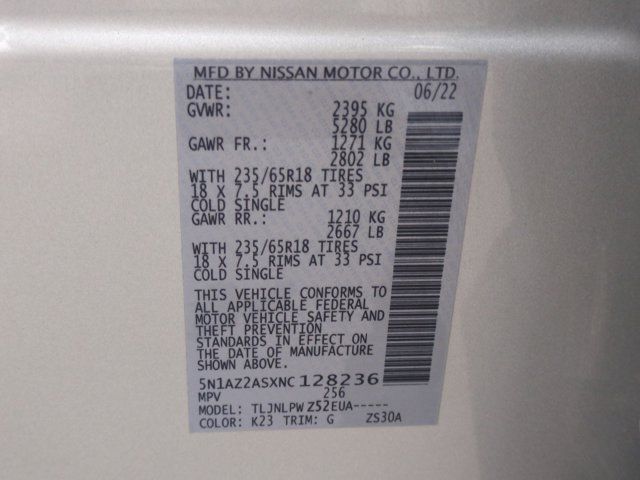 MFD BY NISSAN MOTOR CO., LTD.
DATE: 06/22
GVWR: 2395 KG
5280 LB
GAWR FR.: 1271 KG
2802 LB
WITH 235/65R18 TIRES
18 X 7.5 RIMS AT 33 PSI
COLD SINGLE
GAWR RR.: 1210 KG
2667 LB
WITH 235/65R18 TIRES
18 X 7.5 RIMS AT 33 PSI
COLD SINGLE
THIS VEHICLE CONFORMS TO
ALL APPLICABLE FEDERAL
MOTOR VEHICLE SAFETY AND
THEFT PREVENTION
STANDARDS IN EFFECT ON
THE DATE OF MANUFACTURE
SHOWN ABOVE.
5N1AZ2ASXNC128236
MPV 256
MODEL: TLJNLPW Z52EUA-----
COLOR: K23 TRIM: G ZS30A